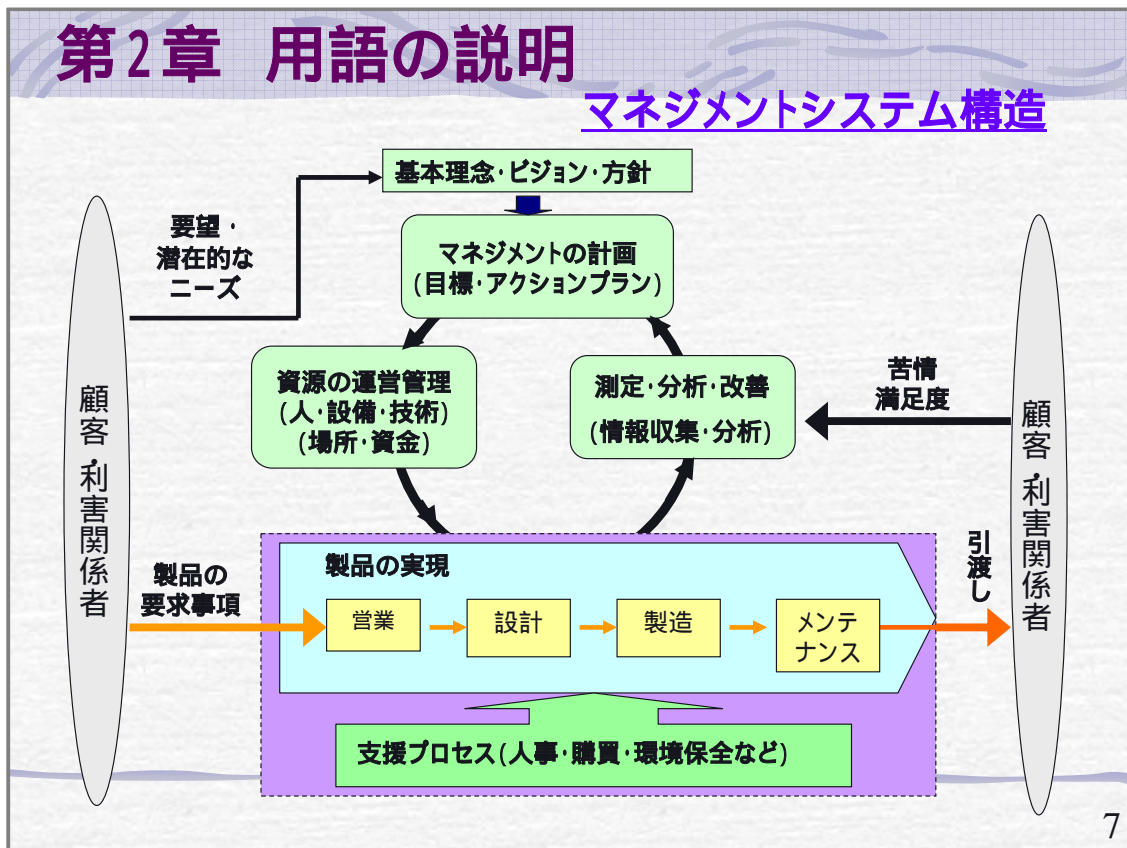 第2章 用語の説明
マネジメントシステム構造
基本理念･ビジョン･方針
要望・
潜在的な
ニーズ
マネジメントの計画
(目標･アクションプラン)
資源の運営管理
(人･設備･技術)
(場所･資金)
測定･分析･改善
(情報収集･分析)
苦情
満足度
顧客・利害関係者
顧客・利害関係者
製品の
要求事項
製品の実現
営業
設計
製造
メンテ
ナンス
引渡し
支援プロセス(人事･購買･環境保全など)
7